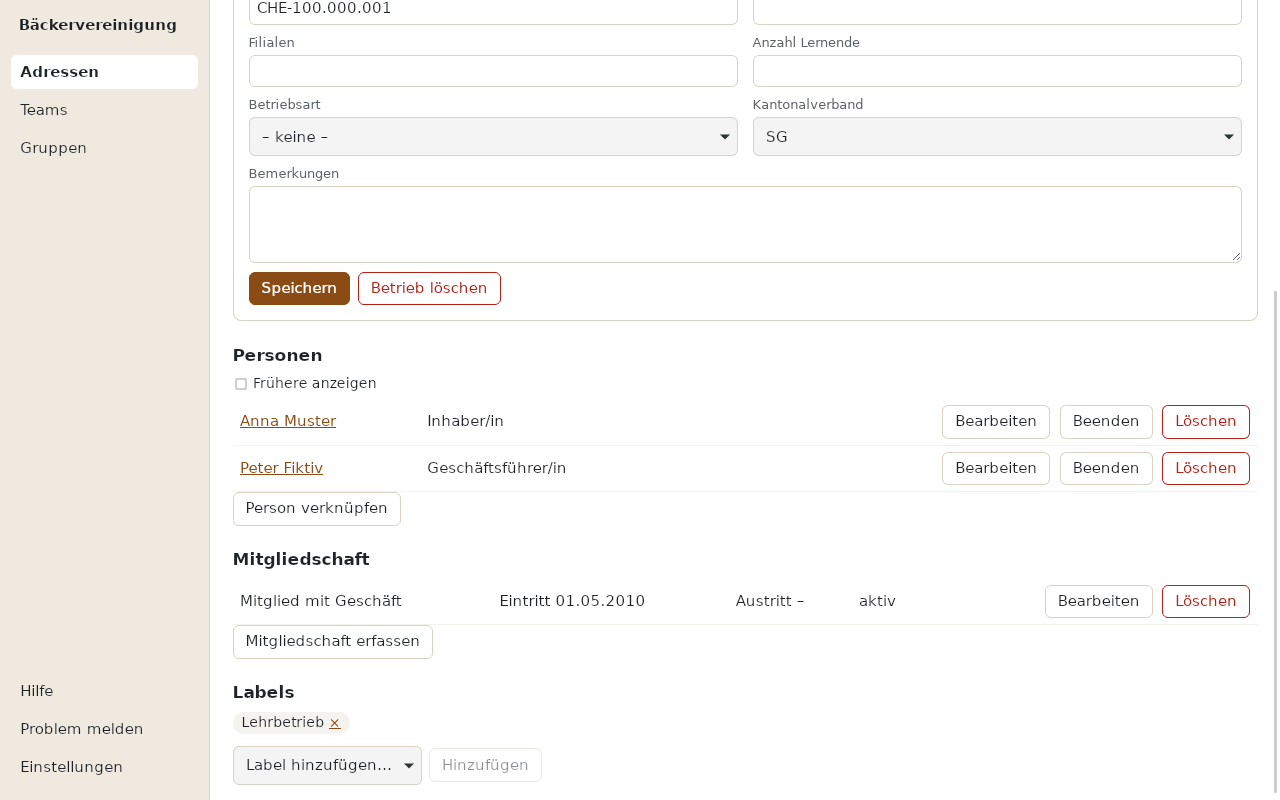 Bäckervereinigung
Adressen
Teams
Gruppen
Hilfe
Problem melden
Einstellungen
CHE-100.000.001
Filialen
Anzahl Lernende
Betriebsart
Kantonalverband
– keine –
SG
Bemerkungen
Speichern
Betrieb löschen
Personen
Frühere anzeigen
Anna Muster Inhaber/in Bearbeiten Beenden Löschen
Peter Fiktiv Geschäftsführer/in Bearbeiten Beenden Löschen
Person verknüpfen
Mitgliedschaft
Mitglied mit Geschäft Eintritt 01.05.2010 Austritt – aktiv Bearbeiten Löschen
Mitgliedschaft erfassen
Labels
Lehrbetrieb ×
Label hinzufügen... Hinzufügen